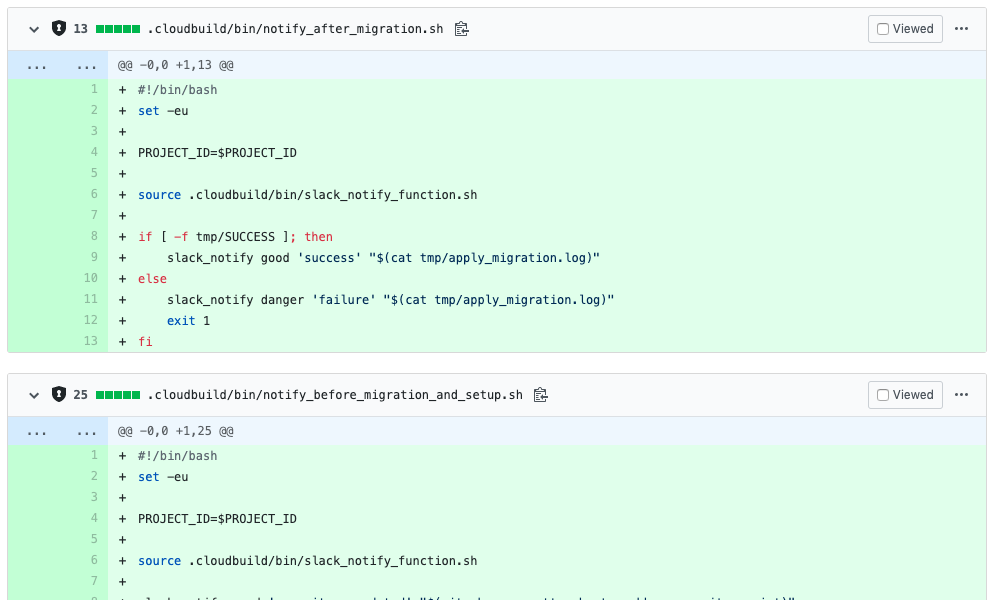 13 .cloudbuild/bin/notify_after_migration.sh Viewed ...
... ... @@ -0,0 +1,13 @@
1 + #!/bin/bash
2 + set -eu
3 +
4 + PROJECT_ID=$PROJECT_ID
5 +
6 + source .cloudbuild/bin/slack_notify_function.sh
7 +
8 + if [ -f tmp/SUCCESS ]; then
9 + slack_notify good 'success' "$(cat tmp/apply_migration.log)"
10 + else
11 + slack_notify danger 'failure' "$(cat tmp/apply_migration.log)"
12 + exit 1
13 + fi
25 .cloudbuild/bin/notify_before_migration_and_setup.sh Viewed ...
... ... @@ -0,0 +1,25 @@
1 + #!/bin/bash
2 + set -eu
3 +
4 + PROJECT_ID=$PROJECT_ID
5 +
6 + source .cloudbuild/bin/slack_notify_function.sh
7 +